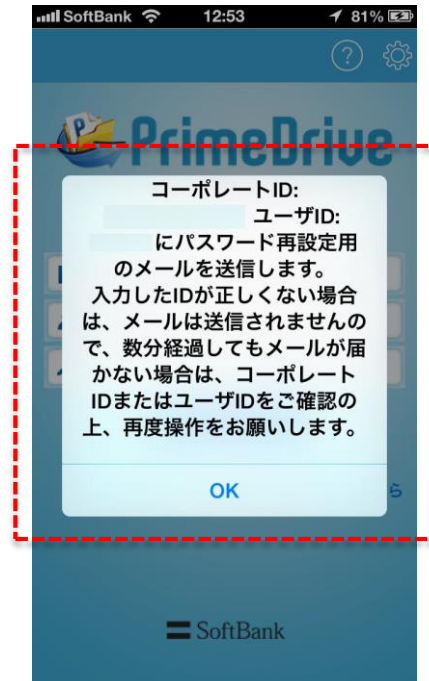 SoftBank 12:53 81%
?
PrimeDrive
コーポレートID:
ユーザID:
にパスワード再設定用
のメールを送信します。
入力したIDが正しくない場合
は、メールは送信されませんの
で、数分経過してもメールが届
かない場合は、コーポレート
IDまたはユーザIDをご確認の
上、再度操作をお願いします。
OK
ら
SoftBank